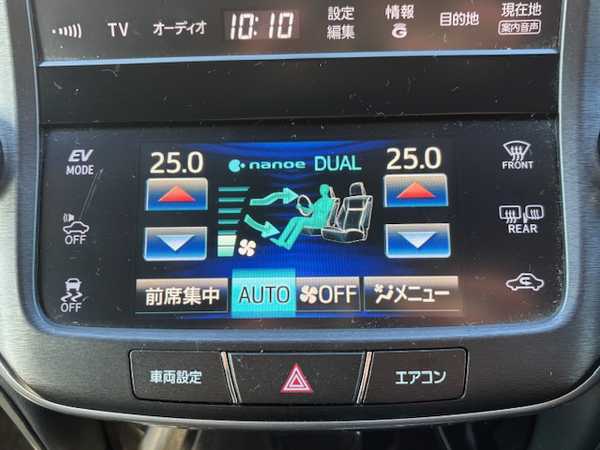 TV オーディオ 10:10 設定編集 情報 G 目的地 現在地 案内音声
EV MODE
25.0 nanoe DUAL 25.0
FRONT
OFF
REAR
OFF
前席集中 AUTO OFF メニュー
車両設定 エアコン